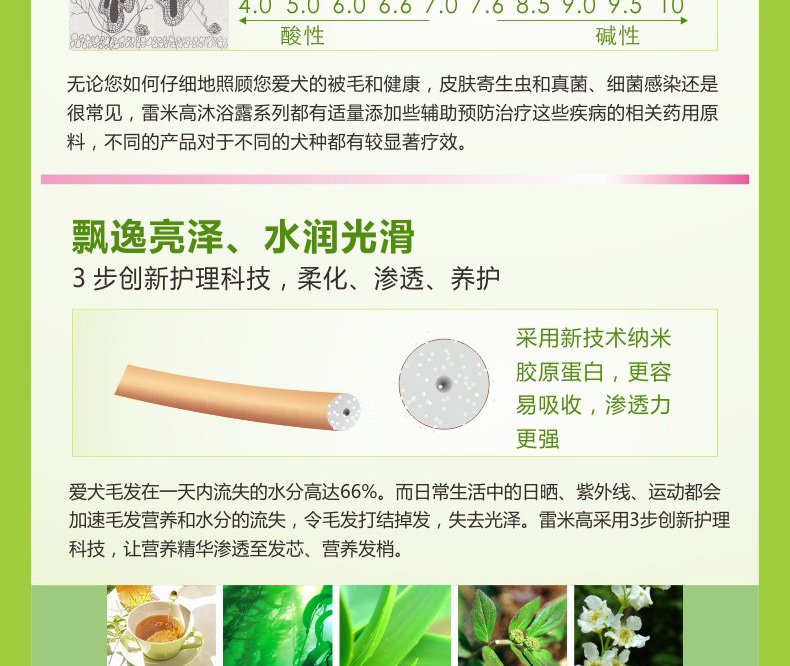 4.0 5.0 6.0 6.6 7.0 7.6 8.5 9.0 9.5 10
酸性 碱性
无论您如何仔细地照顾您爱犬的被毛和健康，皮肤寄生虫和真菌、细菌感染还是
很常见，雷米高沐浴露系列都有适量添加些辅助预防治疗这些疾病的相关药用原
料，不同的产品对于不同的犬种都有较显著疗效。
飘逸亮泽、水润光滑
3 步创新护理科技，柔化、渗透、养护
采用新技术纳米
胶原蛋白，更容
易吸收，渗透力
更强
爱犬毛发在一天内流失的水分高达66%。而日常生活中的日晒、紫外线、运动都会
加速毛发营养和水分的流失，令毛发打结掉发，失去光泽。雷米高采用3步创新护理
科技，让营养精华渗透至发芯、营养发梢。